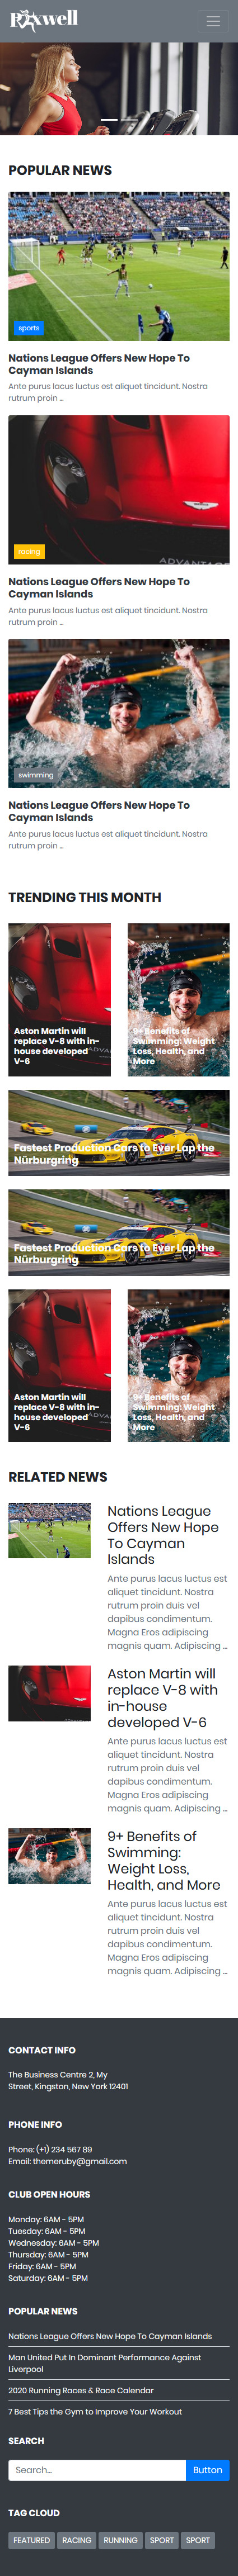 Roxwell
POPULAR NEWS
sports
Nations League Offers New Hope To
Cayman Islands
Ante purus lacus luctus est aliquet tincidunt. Nostra
rutrum proin ...
racing
ADVANTAGE
Nations League Offers New Hope To
Cayman Islands
Ante purus lacus luctus est aliquet tincidunt. Nostra
rutrum proin ...
swimming
Nations League Offers New Hope To
Cayman Islands
Ante purus lacus luctus est aliquet tincidunt. Nostra
rutrum proin ...
TRENDING THIS MONTH
Aston Martin will
replace V-8 with in-
house developed
V-6
9+ Benefits of
Swimming: Weight
Loss, Health, and
More
Fastest Production Cars to Ever Lap the
Nürburgring
Fastest Production Cars to Ever Lap the
Nürburgring
Aston Martin will
replace V-8 with in-
house developed
V-6
9+ Benefits of
Swimming: Weight
Loss, Health, and
More
RELATED NEWS
Nations League
Offers New Hope
To Cayman
Islands
Ante purus lacus luctus est
aliquet tincidunt. Nostra
rutrum proin duis vel
dapibus condimentum.
Magna Eros adipiscing
magnis quam. Adipiscing ...
Aston Martin will
replace V-8 with
in-house
developed V-6
Ante purus lacus luctus est
aliquet tincidunt. Nostra
rutrum proin duis vel
dapibus condimentum.
Magna Eros adipiscing
magnis quam. Adipiscing ...
9+ Benefits of
Swimming:
Weight Loss,
Health, and More
Ante purus lacus luctus est
aliquet tincidunt. Nostra
rutrum proin duis vel
dapibus condimentum.
Magna Eros adipiscing
magnis quam. Adipiscing ...
CONTACT INFO
The Business Centre 2, My
Street, Kingston, New York 12401
PHONE INFO
Phone: (+1) 234 567 89
Email: themeruby@gmail.com
CLUB OPEN HOURS
Monday: 6AM - 5PM
Tuesday: 6AM - 5PM
Wednesday: 6AM - 5PM
Thursday: 6AM - 5PM
Friday: 6AM - 5PM
Saturday: 6AM - 5PM
POPULAR NEWS
Nations League Offers New Hope To Cayman Islands
Man United Put In Dominant Performance Against
Liverpool
2020 Running Races & Race Calendar
7 Best Tips the Gym to Improve Your Workout
SEARCH
Search...
Button
TAG CLOUD
FEATURED RACING RUNNING SPORT SPORT